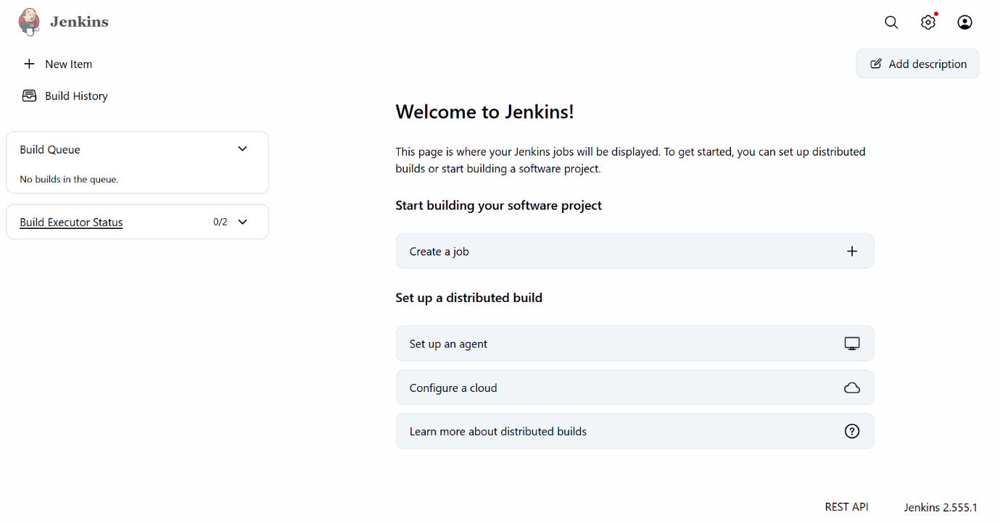 Jenkins
New Item
Add description
Build History
Welcome to Jenkins!
Build Queue
No builds in the queue.
This page is where your Jenkins jobs will be displayed. To get started, you can set up distributed
builds or start building a software project.
Build Executor Status 0/2
Start building your software project
Create a job
Set up a distributed build
Set up an agent
Configure a cloud
Learn more about distributed builds
REST API Jenkins 2.555.1